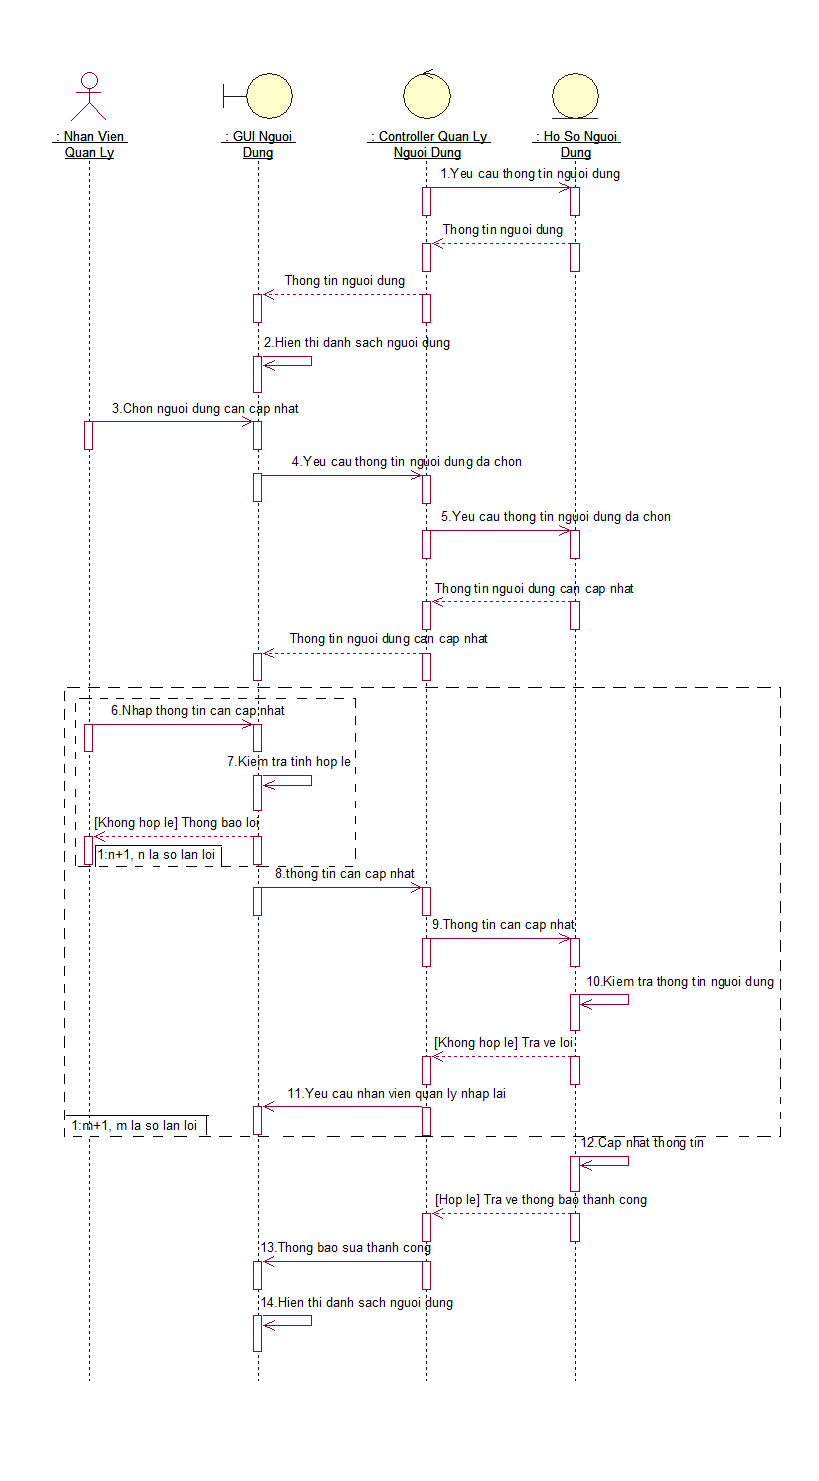 : Nhan Vien
Quan Ly
: GUI Nguoi
Dung
: Controller Quan Ly
Nguoi Dung
: Ho So Nguoi
Dung
1.Yeu cau thong tin nguoi dung
Thong tin nguoi dung
Thong tin nguoi dung
2.Hien thi danh sach nguoi dung
3.Chon nguoi dung can cap nhat
4.Yeu cau thong tin nguoi dung da chon
5.Yeu cau thong tin nguoi dung da chon
Thong tin nguoi dung can cap nhat
Thong tin nguoi dung can cap nhat
6.Nhap thong tin can cap nhat
7.Kiem tra tinh hop le
[Khong hop le] Thong bao loi
1:n+1, n la so lan loi
8.thong tin can cap nhat
9.Thong tin can cap nhat
10.Kiem tra thong tin nguoi dung
[Khong hop le] Tra ve loi
11.Yeu cau nhan vien quan ly nhap lai
1:m+1, m la so lan loi
12.Cap nhat thong tin
[Hop le] Tra ve thong bao thanh cong
13.Thong bao sua thanh cong
14.Hien thi danh sach nguoi dung